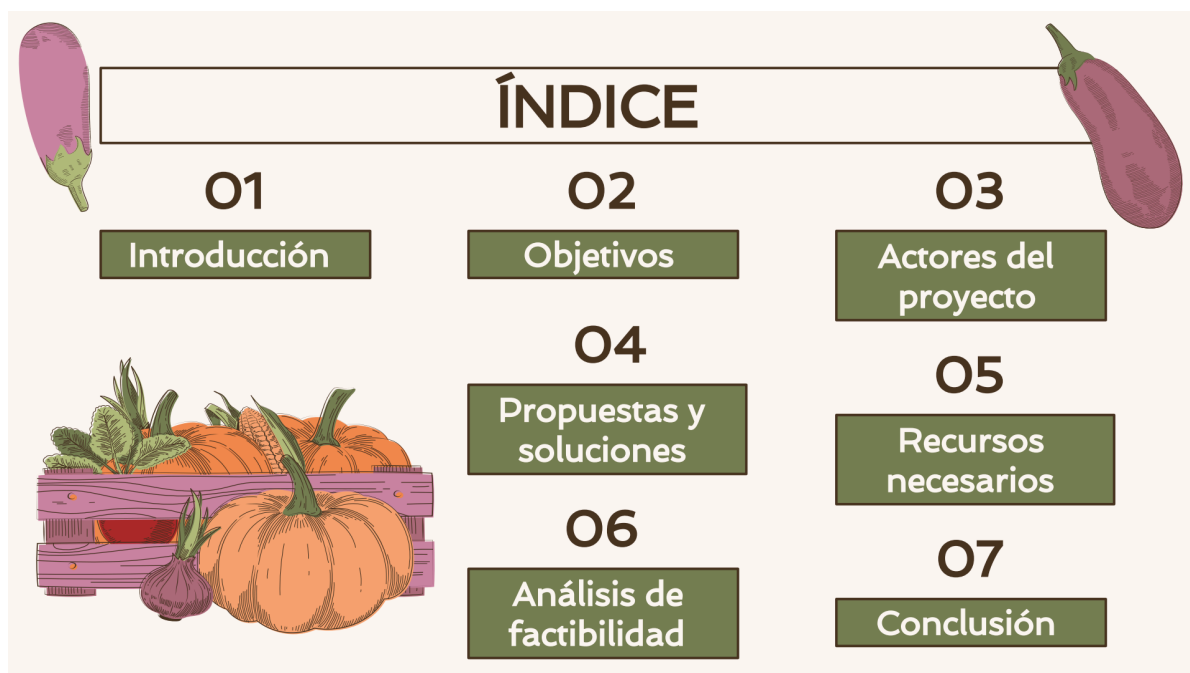 ÍNDICE
01
Introducción
02
Objetivos
03
Actores del
proyecto
04
Propuestas y
soluciones
05
Recursos
necesarios
06
Análisis de
factibilidad
07
Conclusión